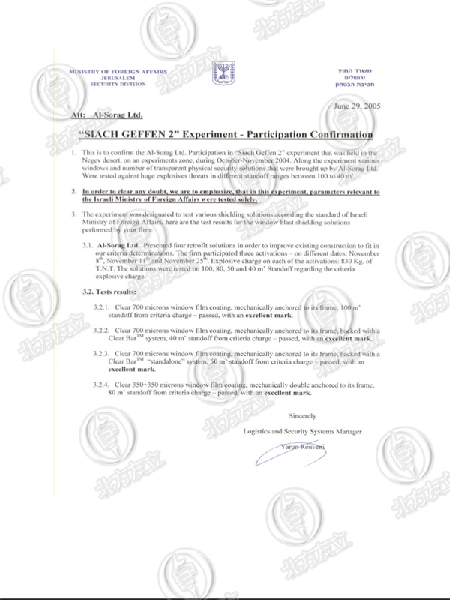 MINISTRY OF FOREIGN AFFAIRS
JERUSALEM
SECURITY DIVISION
משרד החוץ
ירושלים
חטיבת הבטחון
June 29, 2005
Att: Al-Sorag Ltd.
"SIACH GEFFEN 2" Experiment - Participation Confirmation
1. This is to confirm the Al-Sorag Ltd. Participation in "Siach Geffen 2" experiment that was held in the
Negev desert, on an experiments zone, during October-November 2004. Along the experiment various
windows and number of transparent physical security solutions that were brought up by Al-Sorag Ltd.
Were tested against huge explosives threats in different standoff ranges between 100 to 40 m'.
2. In order to clear any doubt, we are to emphasize, that in this experiment, parameters relevant to
the Israeli Ministry of Foreign Affairs were tested solely.
3. The experiment was designated to test various shielding solutions according the standard of Israeli
Ministry of Foreign Affairs, here are the test results for the window blast shielding solutions
performed by your firm:
3.1. Al-Sorag Ltd. Presented four retrofit solutions in order to improve existing construction to fit in
our criteria determinations. The firm participated three activations – on different dates. November
8th, November 11th and November 25th. Explosive charge on each of the activations: 830 Kg. of
T.N.T. The solutions were tested on 100, 80, 50 and 40 m' Standoff regarding the criteria
explosive charge.
3.2. Tests results:
3.2.1. Clear 700 microns window film coating, mechanically anchored to its frame, 100 m'
standoff from criteria charge – passed, with an excellent mark.
3.2.2. Clear 700 microns window film coating, mechanically anchored to its frame, backed with a
Clear Bar™ system, 40 m' standoff from criteria charge – passed, with an excellent mark.
3.2.3. Clear 700 microns window film coating, mechanically anchored to its frame, backed with a
Clear Bar™ "standalone" system, 50 m' standoff from criteria charge – passed, with an
excellent mark.
3.2.4. Clear 350+350 microns window film coating, mechanically double anchored to its frame,
80 m' standoff from criteria charge – passed with an excellent mark.
Sincerely
Logistics and Security Systems Manager
Yaron Reuveni